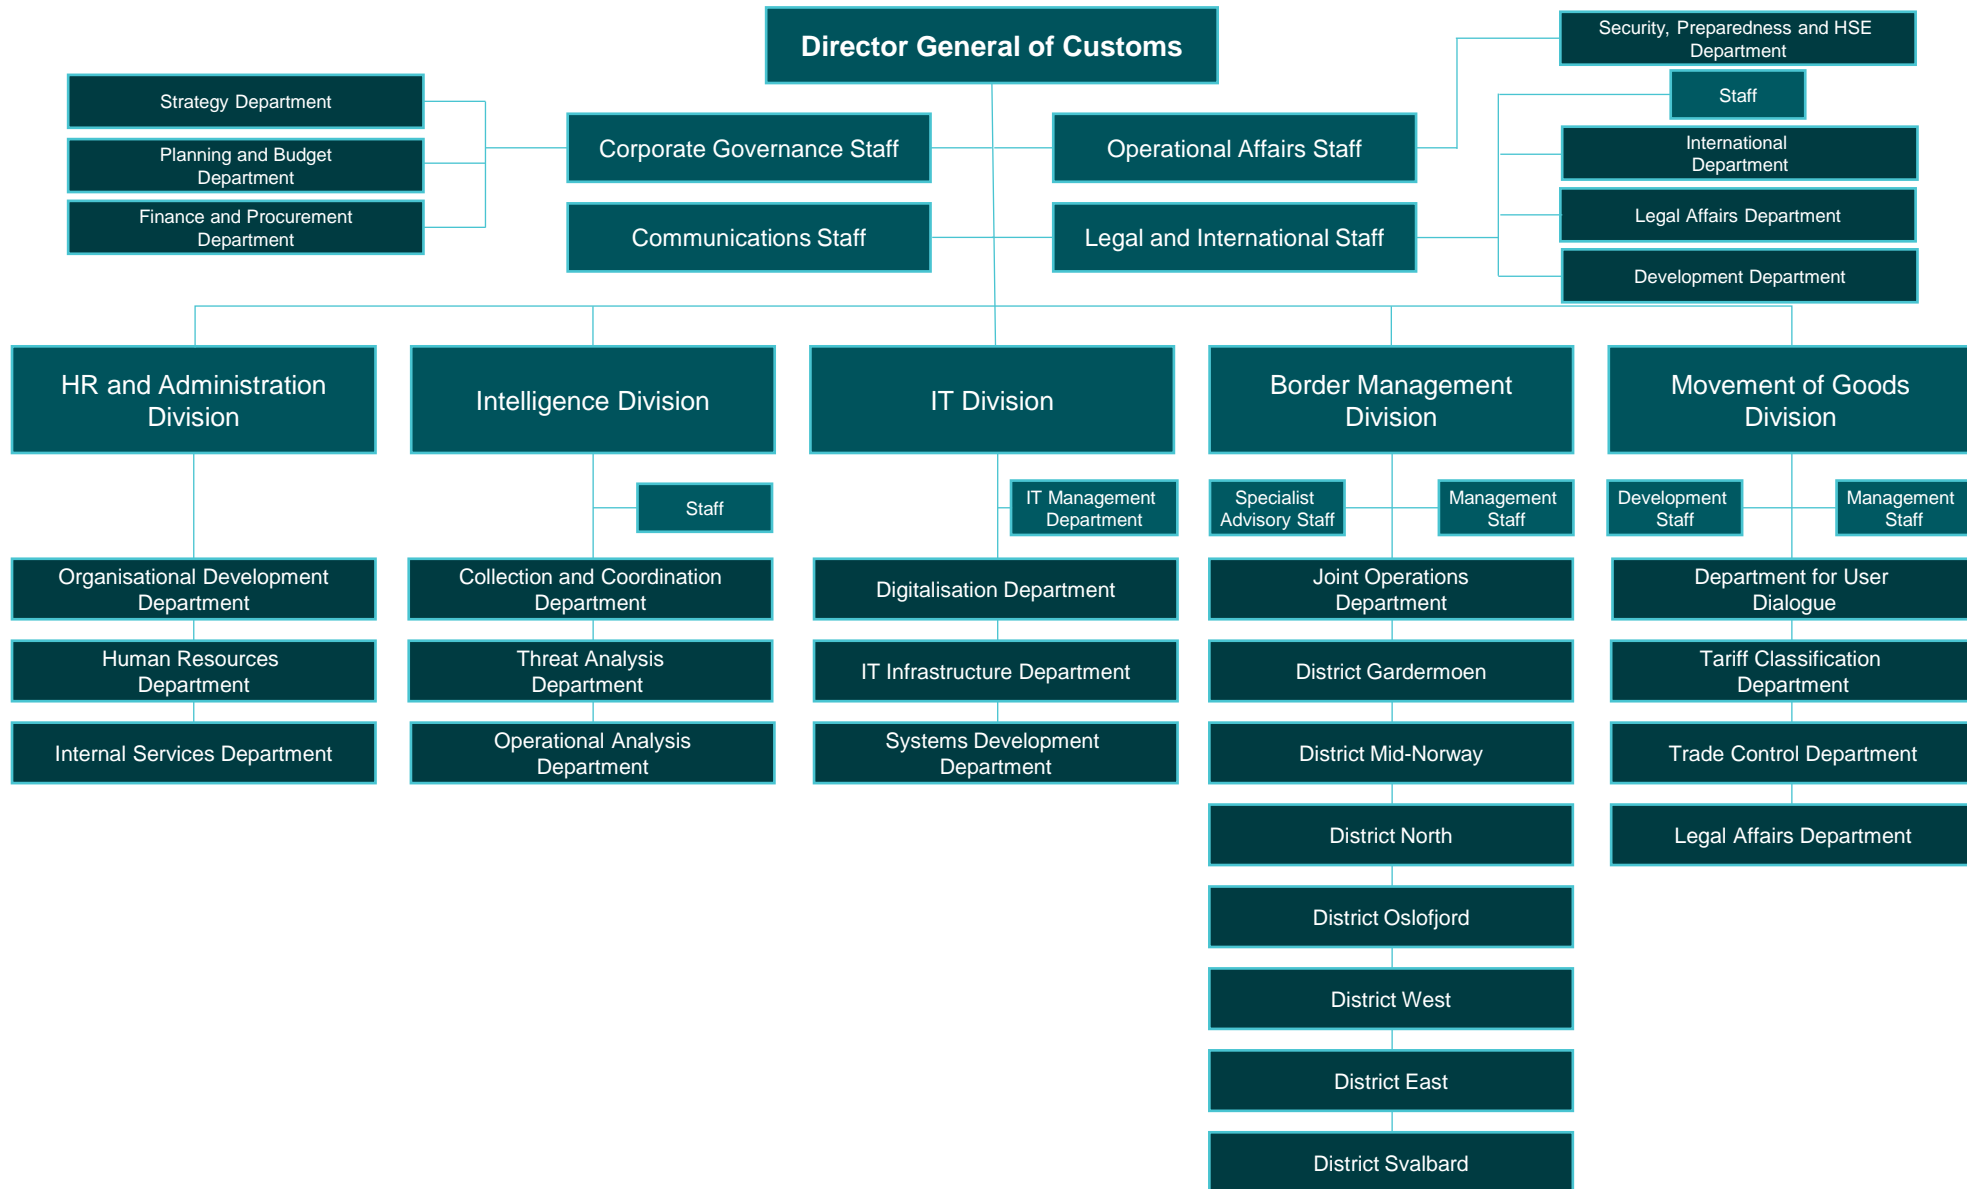 Director General of Customs
Security, Preparedness and HSE
Department
Strategy Department
Staff
Corporate Governance Staff
Operational Affairs Staff
Planning and Budget
Department
International
Department
Finance and Procurement
Department
Communications Staff
Legal and International Staff
Legal Affairs Department
Development Department
HR and Administration
Division
Intelligence Division
IT Division
Border Management
Division
Movement of Goods
Division
Staff
IT Management
Department
Specialist
Advisory Staff
Management
Staff
Development
Staff
Management
Staff
Organisational Development
Department
Collection and Coordination
Department
Digitalisation Department
Joint Operations
Department
Department for User
Dialogue
Human Resources
Department
Threat Analysis
Department
IT Infrastructure Department
District Gardermoen
Tariff Classification
Department
Internal Services Department
Operational Analysis
Department
Systems Development
Department
District Mid-Norway
Trade Control Department
District North
Legal Affairs Department
District Oslofjord
District West
District East
District Svalbard